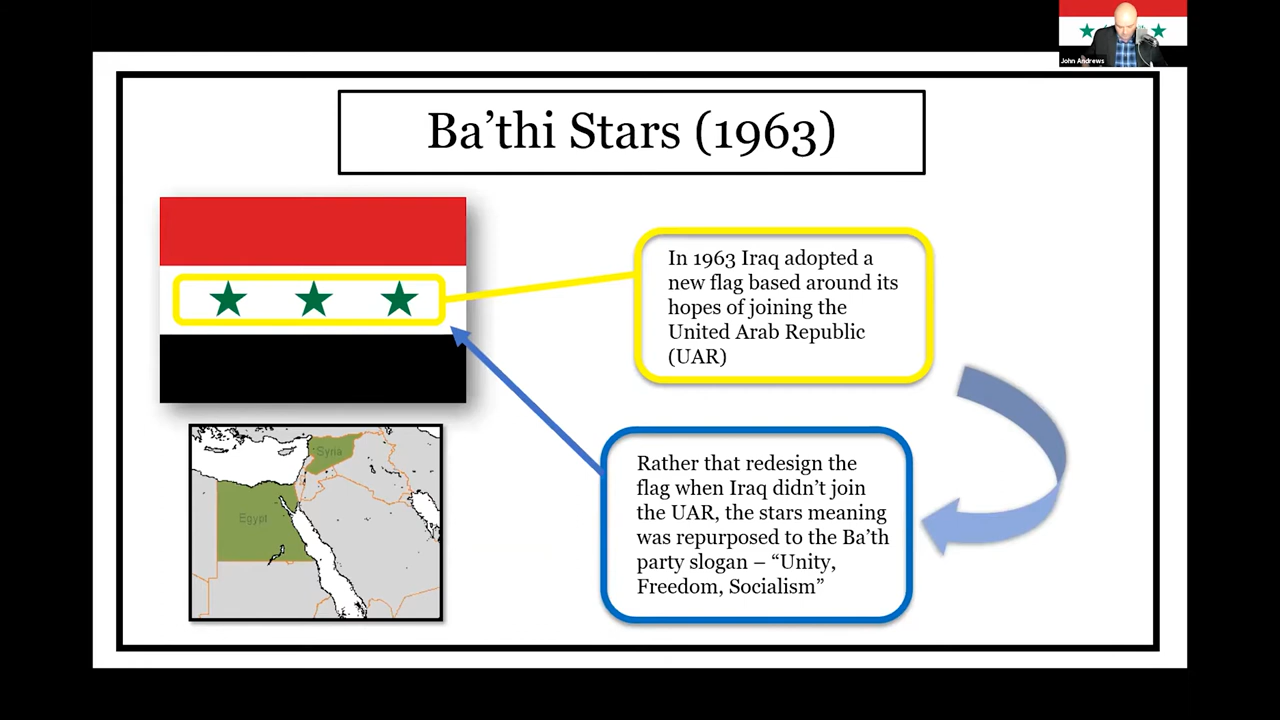 John Andrews
Ba’thi Stars (1963)
In 1963 Iraq adopted a
new flag based around its
hopes of joining the
United Arab Republic
(UAR)
Syria
Egypt
Rather that redesign the
flag when Iraq didn’t join
the UAR, the stars meaning
was repurposed to the Ba’th
party slogan – “Unity,
Freedom, Socialism”